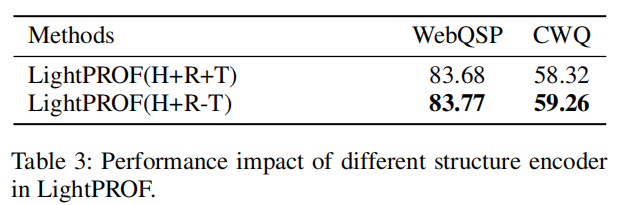 Methods WebQSP CWQ
LightPROF(H+R+T) 83.68 58.32
LightPROF(H+R-T) 83.77 59.26
Table 3: Performance impact of different structure encoder
in LightPROF.